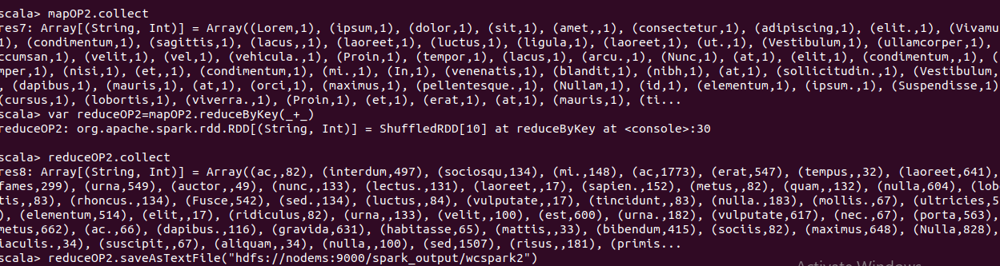 scala> mapOP2.collect
res7: Array[(String, Int)] = Array((Lorem,1), (ipsum,1), (dolor,1), (sit,1), (amet,,1), (consectetur,1), (adipiscing,1), (elit.,1), (Vivamu
1), (condimentum,1), (sagittis,1), (lacus,,1), (laoreet,1), (luctus,1), (ligula,1), (laoreet,1), (ut.,1), (Vestibulum,1), (ullamcorper,1),
ccumsan,1), (velit,1), (vel,1), (vehicula.,1), (Proin,1), (tempor,1), (lacus,1), (arcu.,1), (Nunc,1), (at,1), (elit,1), (condimentum,,1), (
mper,1), (nisi,1), (et,,1), (condimentum,1), (mi.,1), (In,1), (venenatis,1), (blandit,1), (nibh,1), (at,1), (sollicitudin.,1), (Vestibulum,
, (dapibus,1), (mauris,1), (at,1), (orci,1), (maximus,1), (pellentesque.,1), (Nullam,1), (id,1), (elementum,1), (ipsum.,1), (Suspendisse,1)
(cursus,1), (lobortis,1), (viverra.,1), (Proin,1), (et,1), (erat,1), (at,1), (mauris,1), (ti...
scala> var reduceOP2=mapOP2.reduceByKey(_+_)
reduceOP2: org.apache.spark.rdd.RDD[(String, Int)] = ShuffledRDD[10] at reduceByKey at <console>:30
scala> reduceOP2.collect
res8: Array[(String, Int)] = Array((ac,,82), (interdum,497), (sociosqu,134), (mi.,148), (ac,1773), (erat,547), (tempus,,32), (laoreet,641),
fames,299), (urna,549), (auctor,,49), (nunc,,133), (lectus.,131), (laoreet,,17), (sapien.,152), (metus,,82), (quam,,132), (nulla,604), (lob
tis,,83), (rhoncus.,134), (Fusce,542), (sed.,134), (luctus,,84), (vulputate,,17), (tincidunt,,83), (nulla.,183), (mollis.,67), (ultricies,5
), (elementum,514), (elit,,17), (ridiculus,82), (urna,,133), (velit,,100), (est,600), (urna.,182), (vulputate,617), (nec.,67), (porta,563),
metus,662), (ac.,66), (dapibus.,116), (gravida,631), (habitasse,65), (mattis,,33), (bibendum,415), (sociis,82), (maximus,648), (Nulla,828),
iaculis.,34), (suscipit,,67), (aliquam,,34), (nulla,,100), (sed,1507), (risus,,181), (primis...
scala> reduceOP2.saveAsTextFile("hdfs://nodems:9000/spark_output/wcspark2")